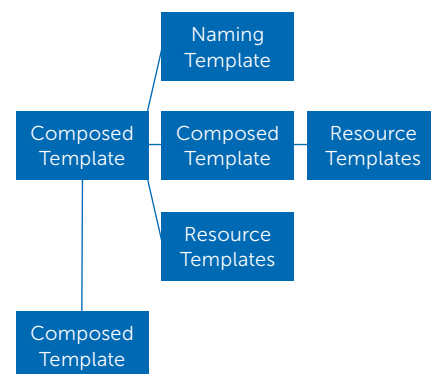 Naming
Template
Composed
Template
Composed
Template
Resource
Templates
Resource
Templates
Composed
Template